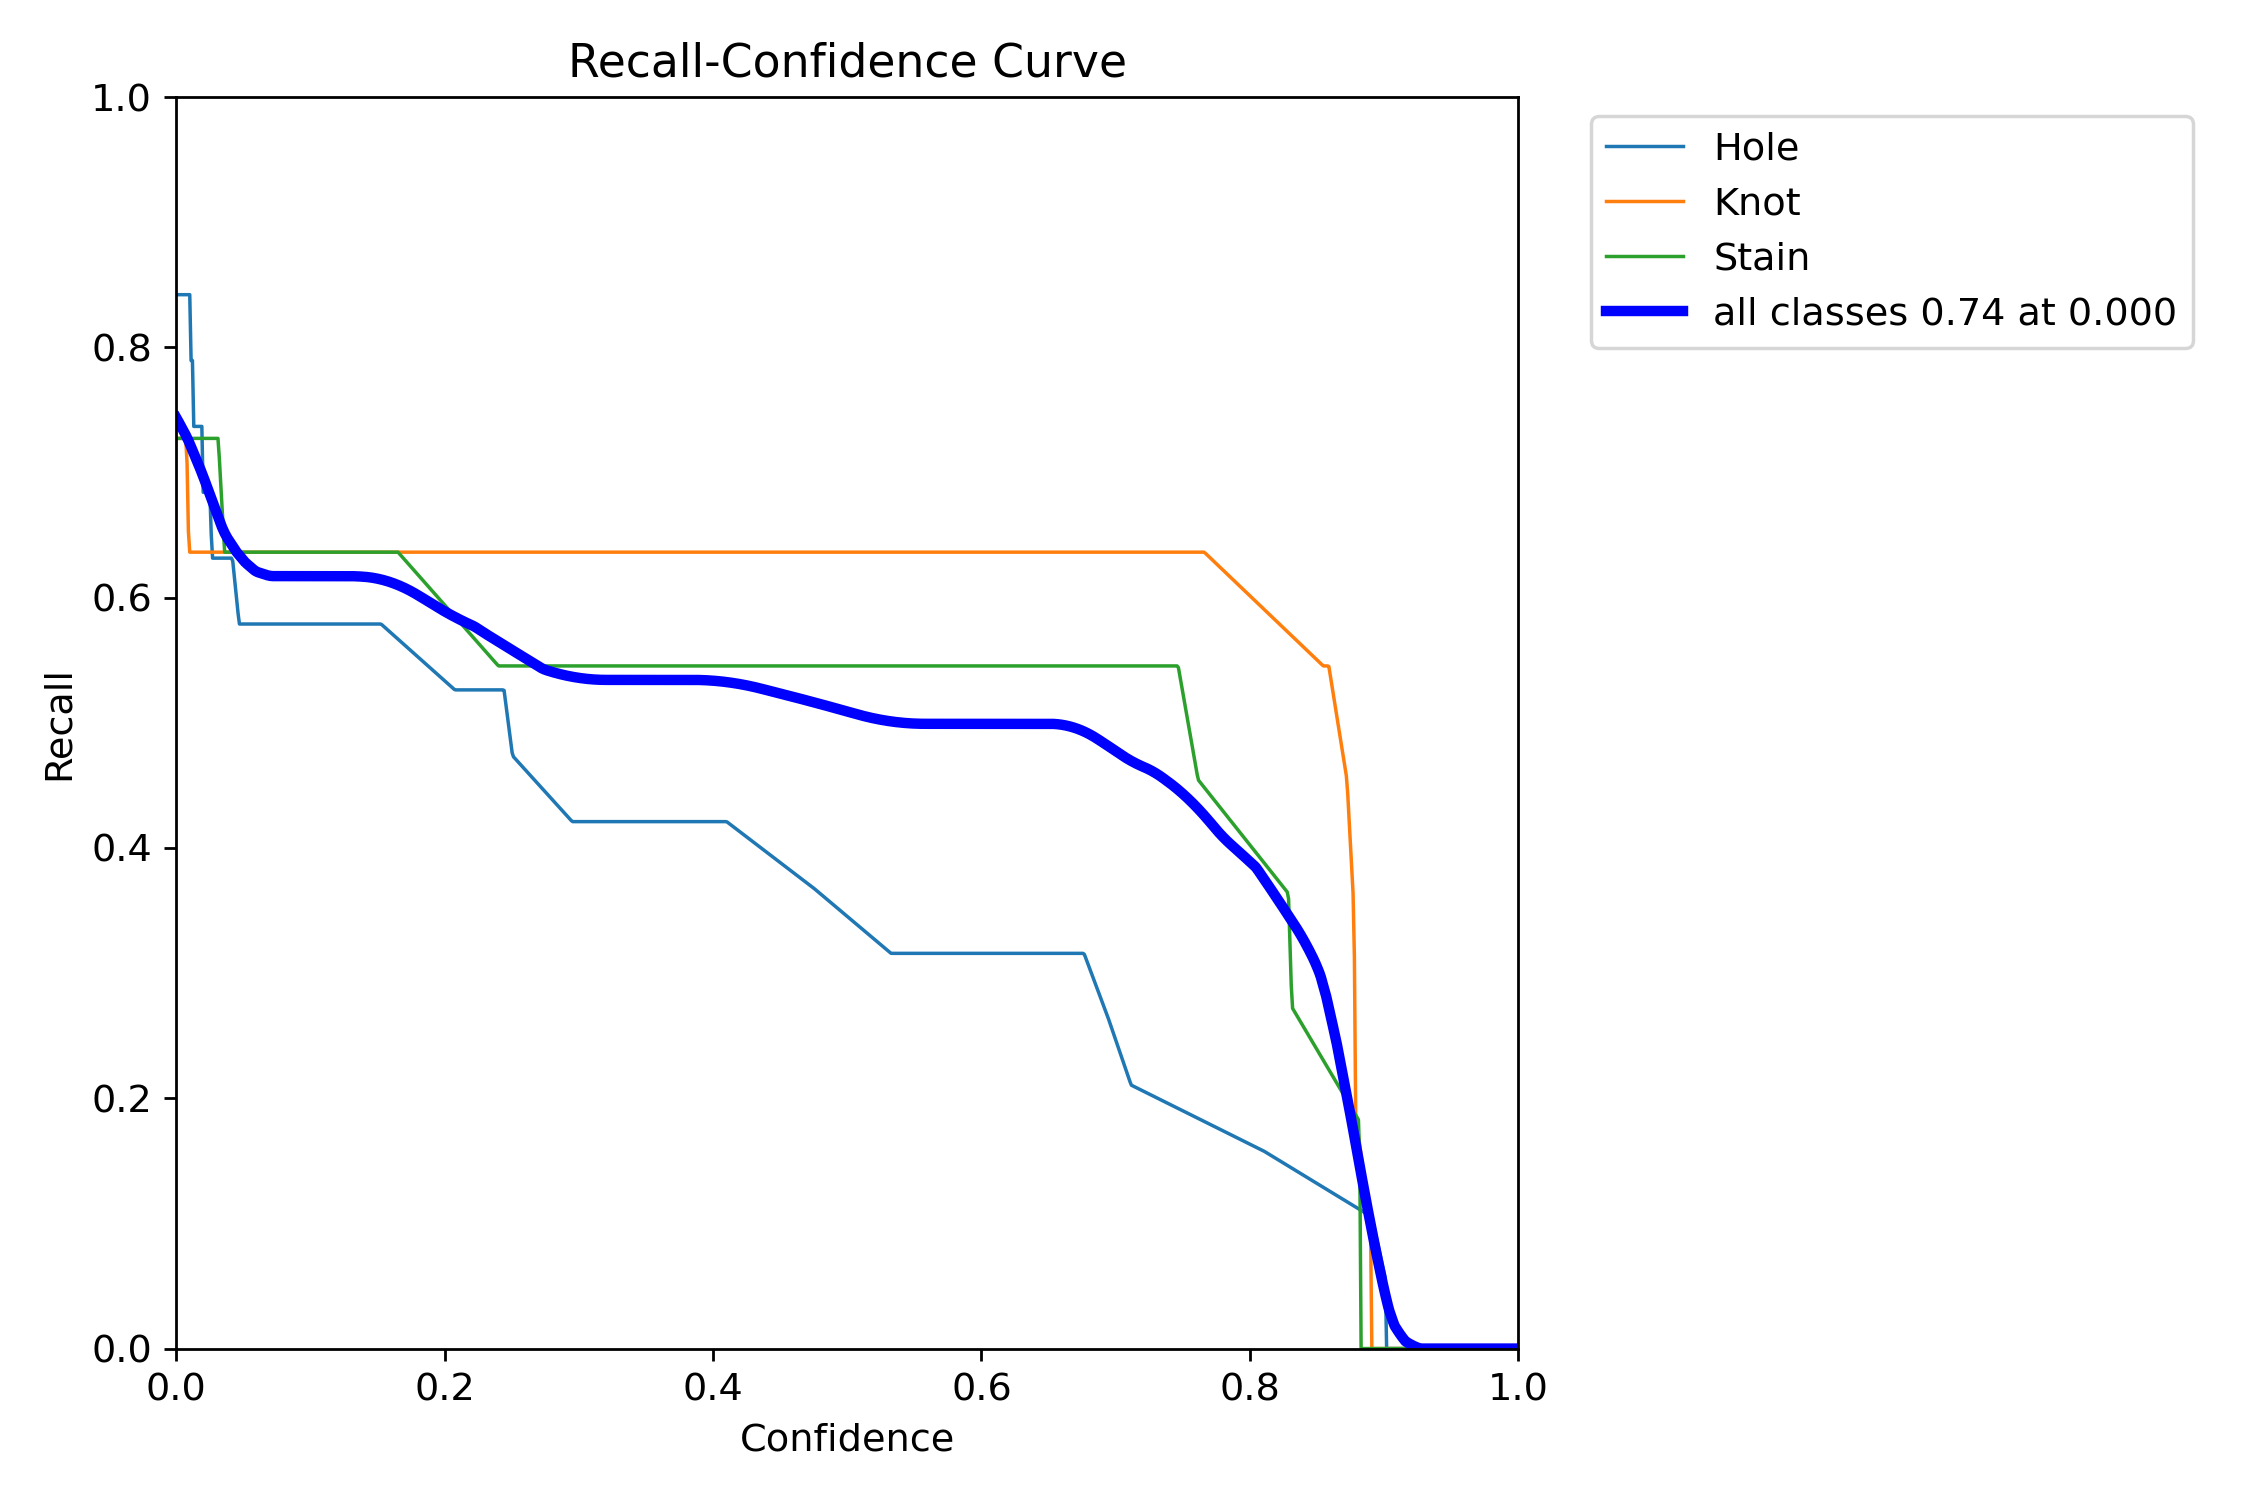 Recall-Confidence Curve
1.0
0.8
0.6
0.4
0.2
0.0
Recall
0.0 0.2 0.4 0.6 0.8 1.0
Confidence
Hole
Knot
Stain
all classes 0.74 at 0.000